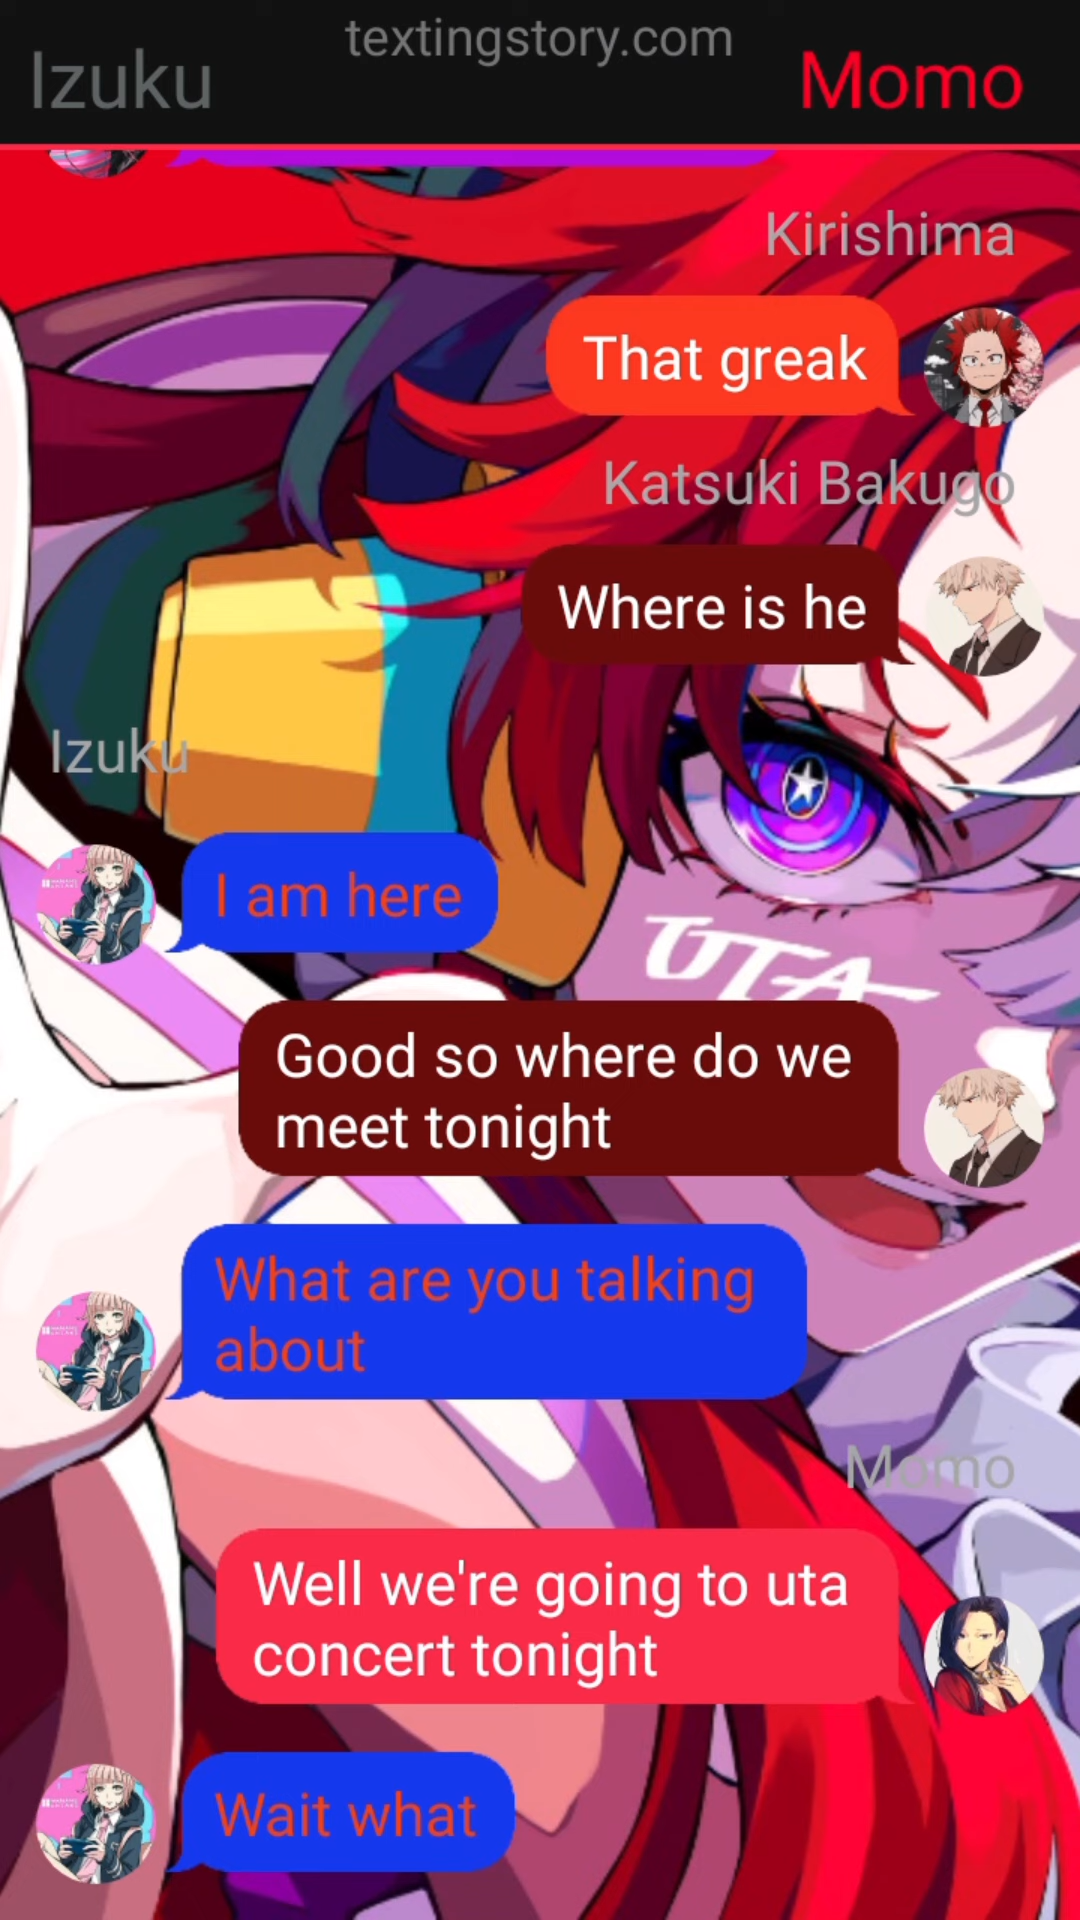 textingstory.com
Izuku
Momo
Kirishima
That greak
Katsuki Bakugo
Where is he
Izuku
I am here
UTA
Good so where do we
meet tonight
What are you talking
about
Momo
Well we're going to uta
concert tonight
Wait what